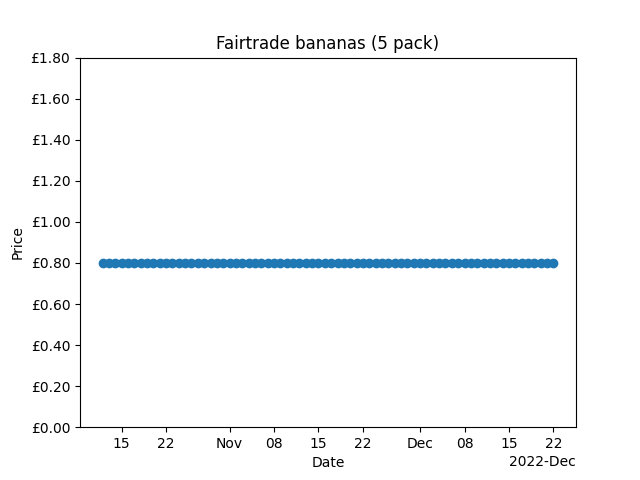 Fairtrade bananas (5 pack)
£1.80
£1.60
£1.40
£1.20
£1.00
£0.80
£0.60
£0.40
£0.20
£0.00
Price
15 22 Nov 08 15 22 Dec 08 15 22
Date
2022-Dec